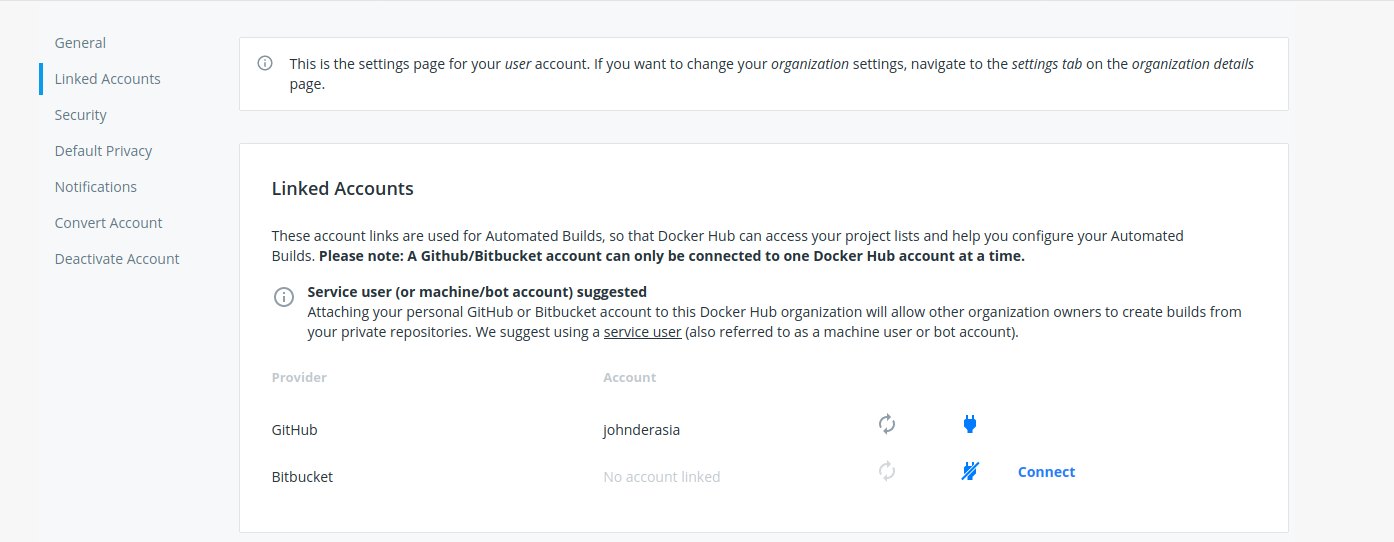 General
Linked Accounts
Security
Default Privacy
Notifications
Convert Account
Deactivate Account
This is the settings page for your user account. If you want to change your organization settings, navigate to the settings tab on the organization details
page.
Linked Accounts
These account links are used for Automated Builds, so that Docker Hub can access your project lists and help you configure your Automated
Builds. Please note: A Github/Bitbucket account can only be connected to one Docker Hub account at a time.
Service user (or machine/bot account) suggested
Attaching your personal GitHub or Bitbucket account to this Docker Hub organization will allow other organization owners to create builds from
your private repositories. We suggest using a service user (also referred to as a machine user or bot account).
Provider Account
GitHub johnderasia
Bitbucket No account linked Connect